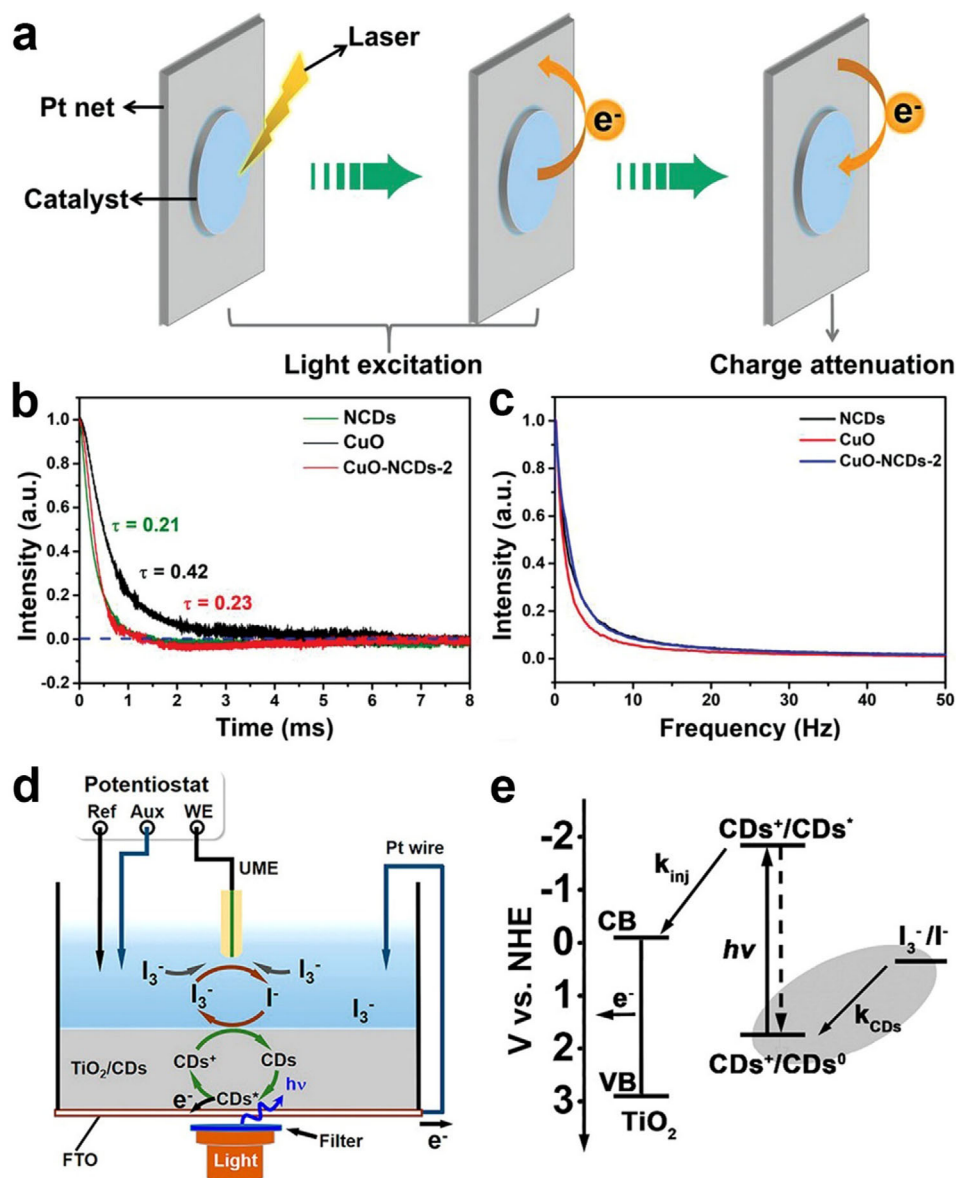 a
Laser
Pt net
Catalyst
e-
e-
Light excitation
Charge attenuation
b
Intensity (a.u.)
1.0
0.8
0.6
0.4
0.2
0.0
-0.2
NCDs
CuO
CuO-NCDs-2
τ = 0.21
τ = 0.42
τ = 0.23
0 1 2 3 4 5 6 7 8
Time (ms)
c
Intensity (a.u.)
1.0
0.8
0.6
0.4
0.2
0.0
NCDs
CuO
CuO-NCDs-2
0 10 20 30 40 50
Frequency (Hz)
d
Potentiostat
Ref Aux WE
UME
Pt wire
I3- I3-
I3- I-
I3-
TiO2/CDs
CDs+ CDs
hν
e- CDs*
e-
FTO
Filter
Light
e
V vs. NHE
-2
-1
0
1
2
3
CDs+/CDs*
kinj
CB
hν
I3-/I-
e-
kCDs
CDs+/CDs0
VB
TiO2